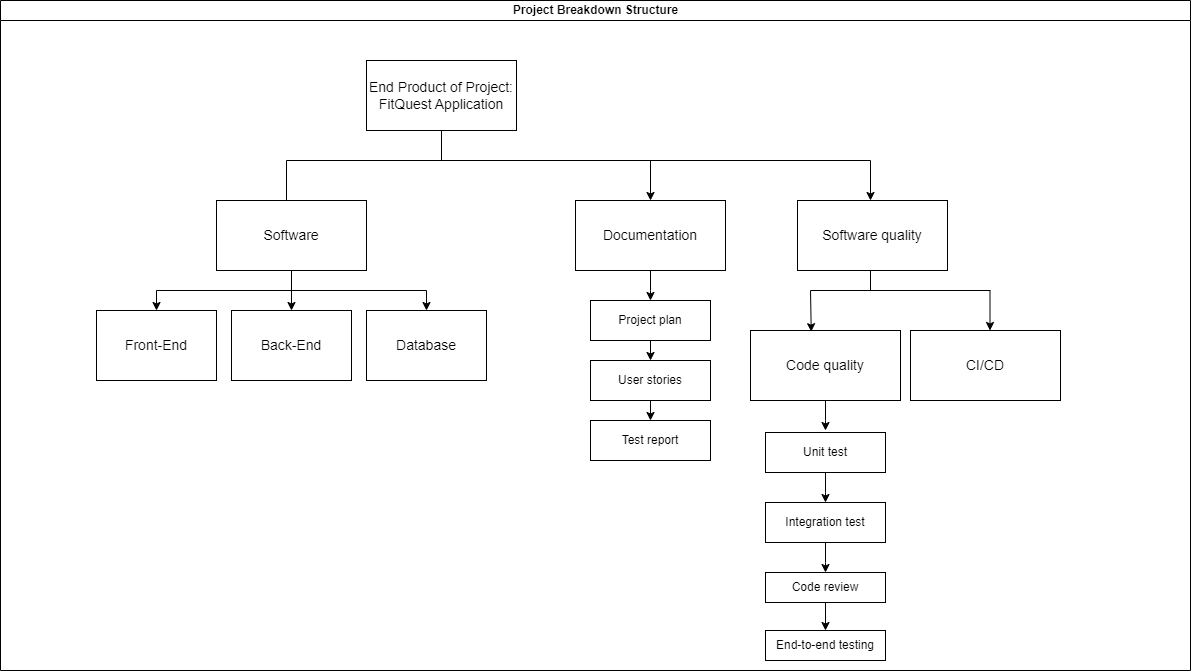 Project Breakdown Structure
End Product of Project:
FitQuest Application
Software
Documentation
Software quality
Front-End
Back-End
Database
Project plan
User stories
Test report
Code quality
CI/CD
Unit test
Integration test
Code review
End-to-end testing